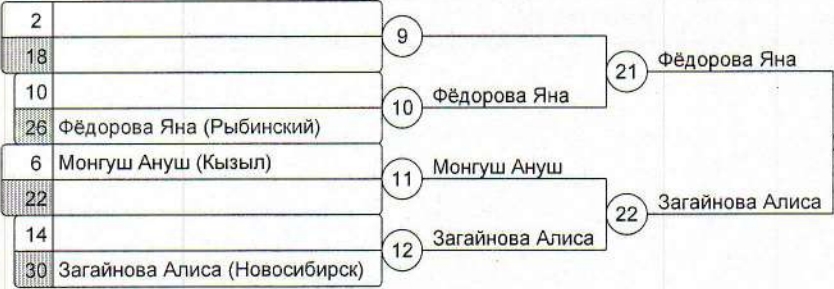 2
9
18
21 Фёдорова Яна
10
10 Фёдорова Яна
26 Фёдорова Яна (Рыбинский)
6 Монгуш Ануш (Кызыл)
11 Монгуш Ануш
22
22 Загайнова Алиса
14
12 Загайнова Алиса
30 Загайнова Алиса (Новосибирск)